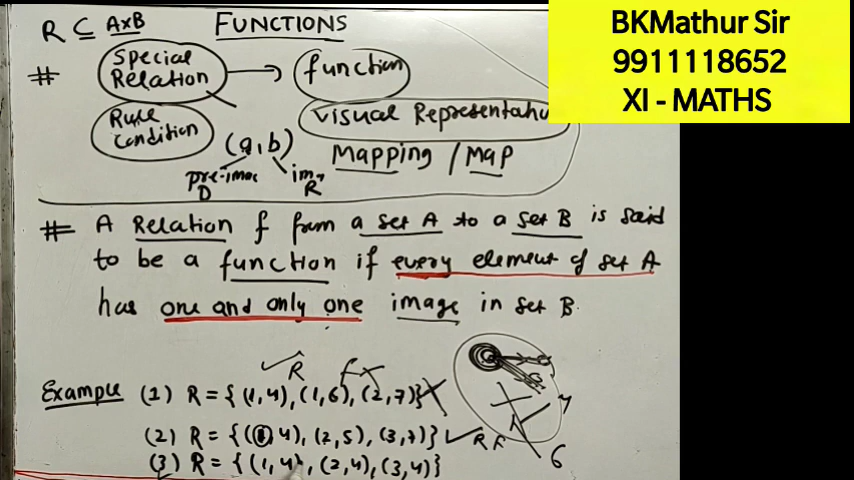 R ⊆ A×B FUNCTIONS
# Special Relation → function
Rule Condition
Visual Representation
(a,b) Mapping / Map
pre-image
D R
# A Relation f from a set A to a set B is said
to be a function if every element of set A
has one and only one image in set B.
✓R f×
Example (1) R = { (1,4), (1,6), (2,7)} ×
(2) R = { (1,4), (2,5), (3,7)} ✓ R F
(3) R = { (1,4), (2,4), (3,4)}
6
BKMathur Sir
9911118652
XI - MATHS